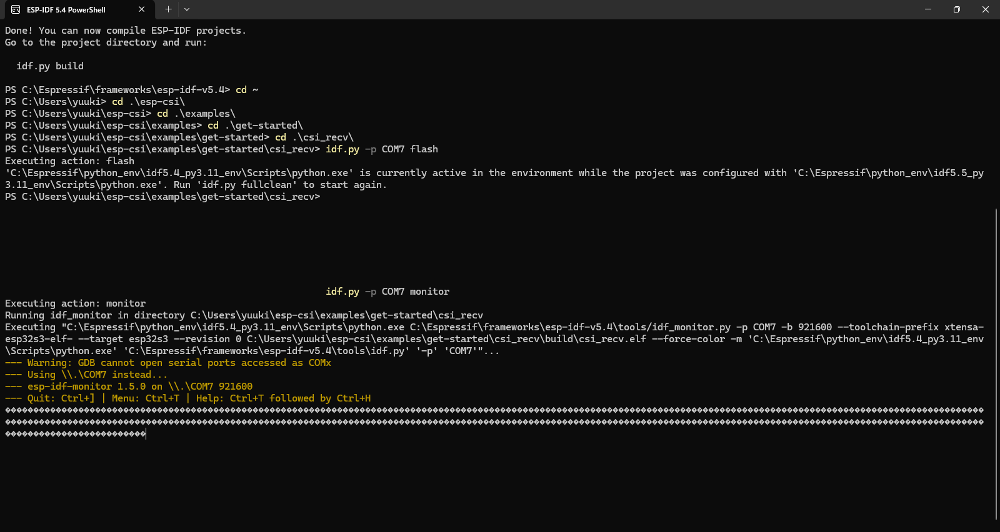 ESP-IDF 5.4 PowerShell
Done! You can now compile ESP-IDF projects.
Go to the project directory and run:
idf.py build
PS C:\Espressif\frameworks\esp-idf-v5.4> cd ~
PS C:\Users\yuuki> cd .\esp-csi\
PS C:\Users\yuuki\esp-csi> cd .\examples\
PS C:\Users\yuuki\esp-csi\examples> cd .\get-started\
PS C:\Users\yuuki\esp-csi\examples\get-started> cd .\csi_recv\
PS C:\Users\yuuki\esp-csi\examples\get-started\csi_recv> idf.py -p COM7 flash
Executing action: flash
'C:\Espressif\python_env\idf5.4_py3.11_env\Scripts\python.exe' is currently active in the environment while the project was configured with 'C:\Espressif\python_env\idf5.5_py
3.11_env\Scripts\python.exe'. Run 'idf.py fullclean' to start again.
PS C:\Users\yuuki\esp-csi\examples\get-started\csi_recv>
idf.py -p COM7 monitor
Executing action: monitor
Running idf_monitor in directory C:\Users\yuuki\esp-csi\examples\get-started\csi_recv
Executing "C:\Espressif\python_env\idf5.4_py3.11_env\Scripts\python.exe C:\Espressif\frameworks\esp-idf-v5.4\tools/idf_monitor.py -p COM7 -b 921600 --toolchain-prefix xtensa-
esp32s3-elf- --target esp32s3 --revision 0 C:\Users\yuuki\esp-csi\examples\get-started\csi_recv\build\csi_recv.elf --force-color -m 'C:\Espressif\python_env\idf5.4_py3.11_env
\Scripts\python.exe' 'C:\Espressif\frameworks\esp-idf-v5.4\tools\idf.py' '-p' 'COM7'"...
--- Warning: GDB cannot open serial ports accessed as COMx
--- Using \\.\COM7 instead...
--- esp-idf-monitor 1.5.0 on \\.\COM7 921600
--- Quit: Ctrl+] | Menu: Ctrl+T | Help: Ctrl+T followed by Ctrl+H